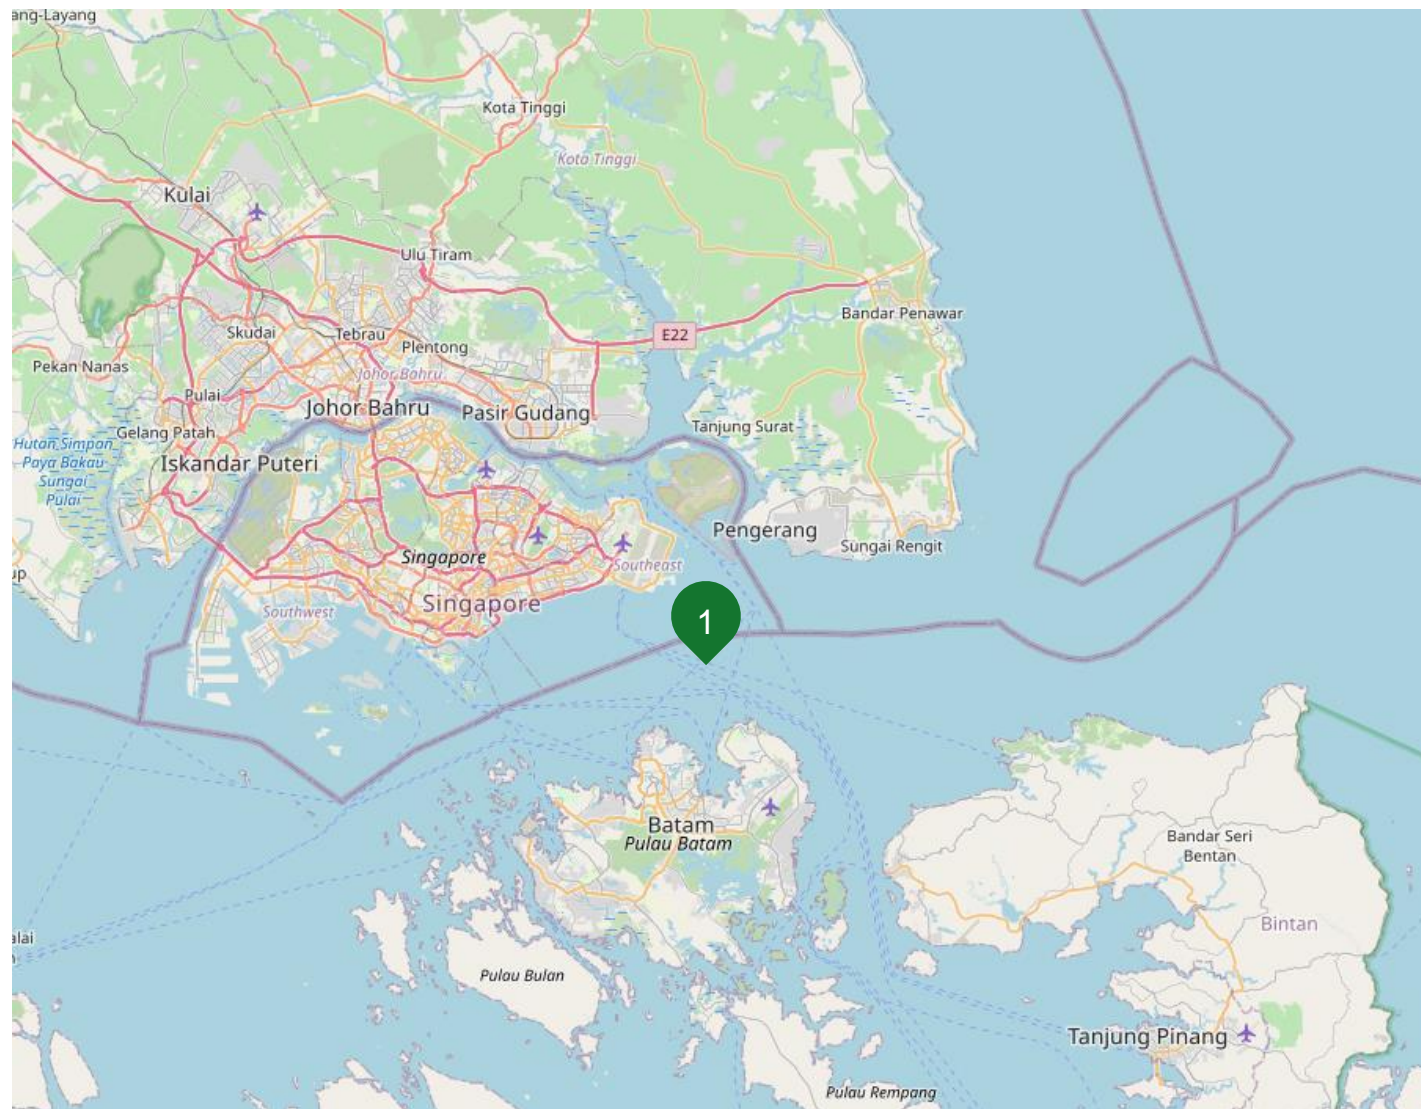 ang-Layang
Kota Tinggi
Kota Tinggi
Kulai
Ulu Tiram
E22
Bandar Penawar
Skudai
Tebrau
Plentong
Pekan Nanas
Johor Bahru
Pulai
Johor Bahru
Pasir Gudang
Tanjung Surat
Gelang Patah
Hutan Simpan
Paya Bakau
Sungai
Pulai
Iskandar Puteri
Pengerang
Sungai Rengit
Singapore
Southeast
up
Singapore
Southwest
1
Batam
Pulau Batam
Bandar Seri
Bentan
Bintan
alai
Pulau Bulan
Tanjung Pinang
Pulau Rempang